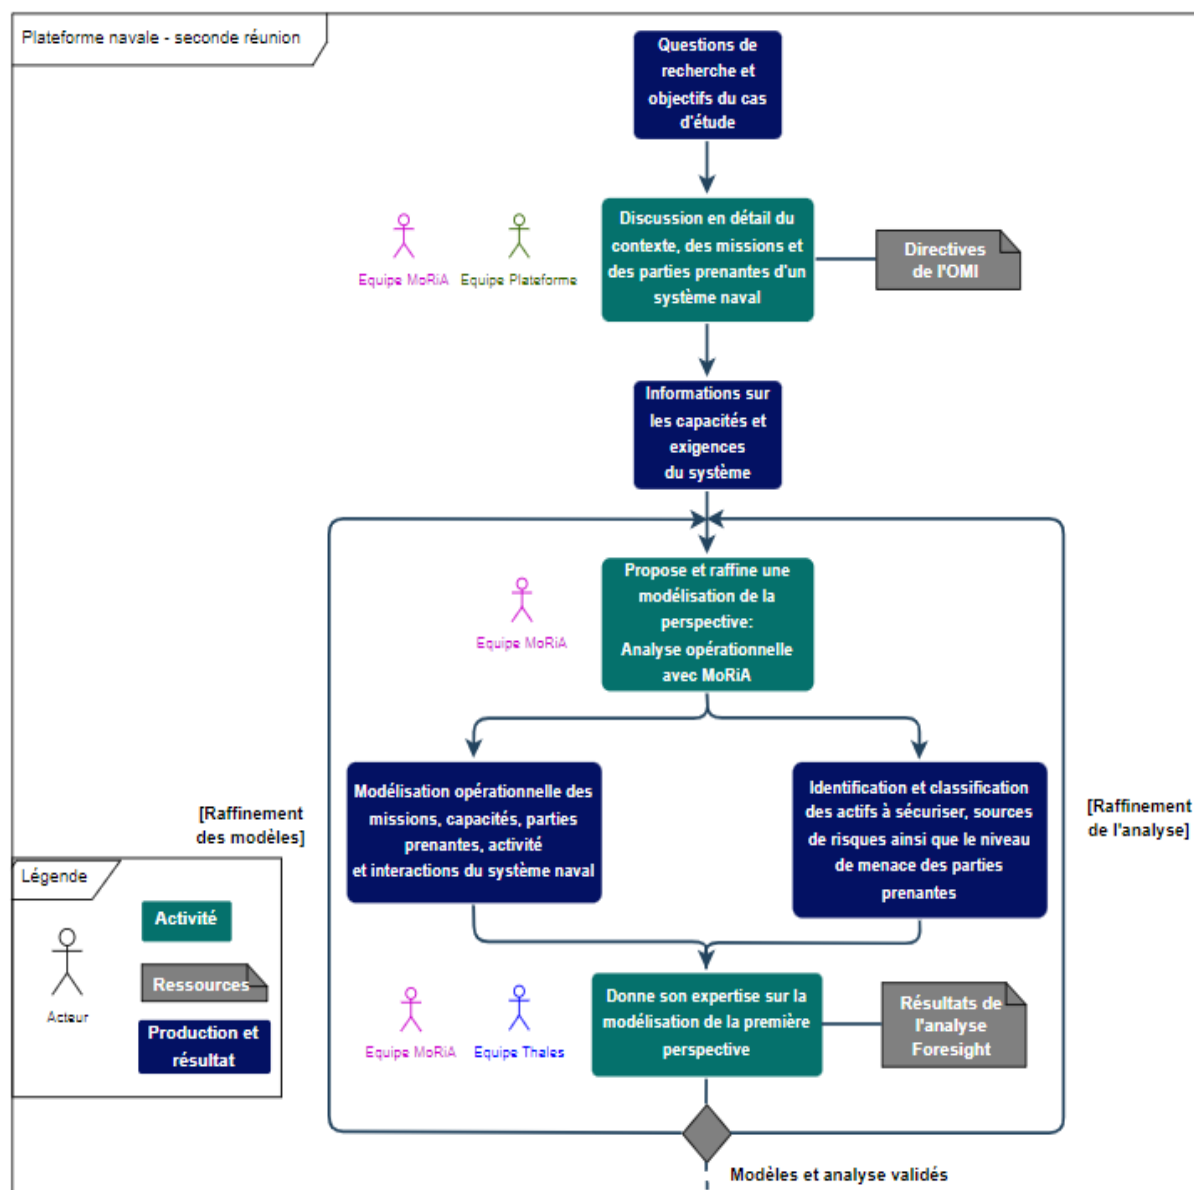 Plateforme navale - seconde réunion
Questions de
recherche et
objectifs du cas
d'étude
Discussion en détail du
contexte, des missions et
des parties prenantes d'un
système naval
Equipe MoRiA
Equipe Plateforme
Directives
de l'OMI
Informations sur
les capacités et
exigences
du système
Propose et raffine une
modélisation de la
perspective:
Analyse opérationnelle
avec MoRiA
Equipe MoRiA
[Raffinement
des modèles]
Modélisation opérationnelle des
missions, capacités, parties
prenantes, activité
et interactions du système naval
Identification et classification
des actifs à sécuriser, sources
de risques ainsi que le niveau
de menace des parties
prenantes
[Raffinement
de l'analyse]
Légende
Acteur
Activité
Ressources
Production et
résultat
Equipe MoRiA
Equipe Thales
Donne son expertise sur la
modélisation de la première
perspective
Résultats de
l'analyse
Foresight
Modèles et analyse validés